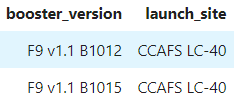 booster_version launch_site
F9 v1.1 B1012 CCAFS LC-40
F9 v1.1 B1015 CCAFS LC-40